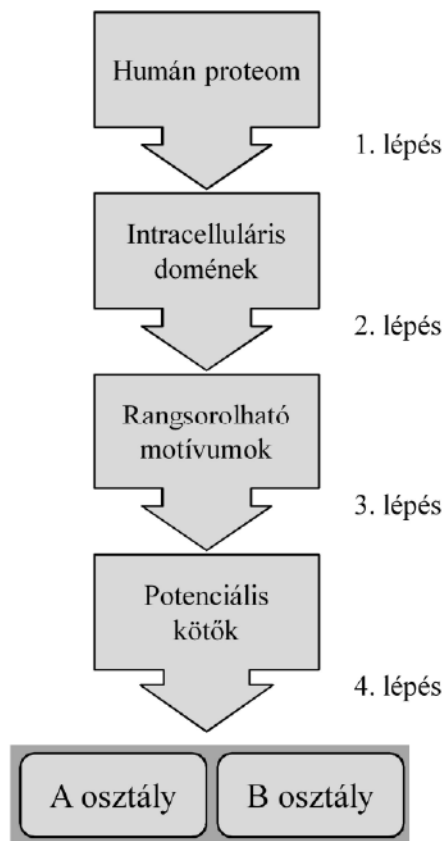 Humán proteom
1. lépés
Intracelluláris
domének
2. lépés
Rangsorolható
motívumok
3. lépés
Potenciális
kötők
4. lépés
A osztály
B osztály